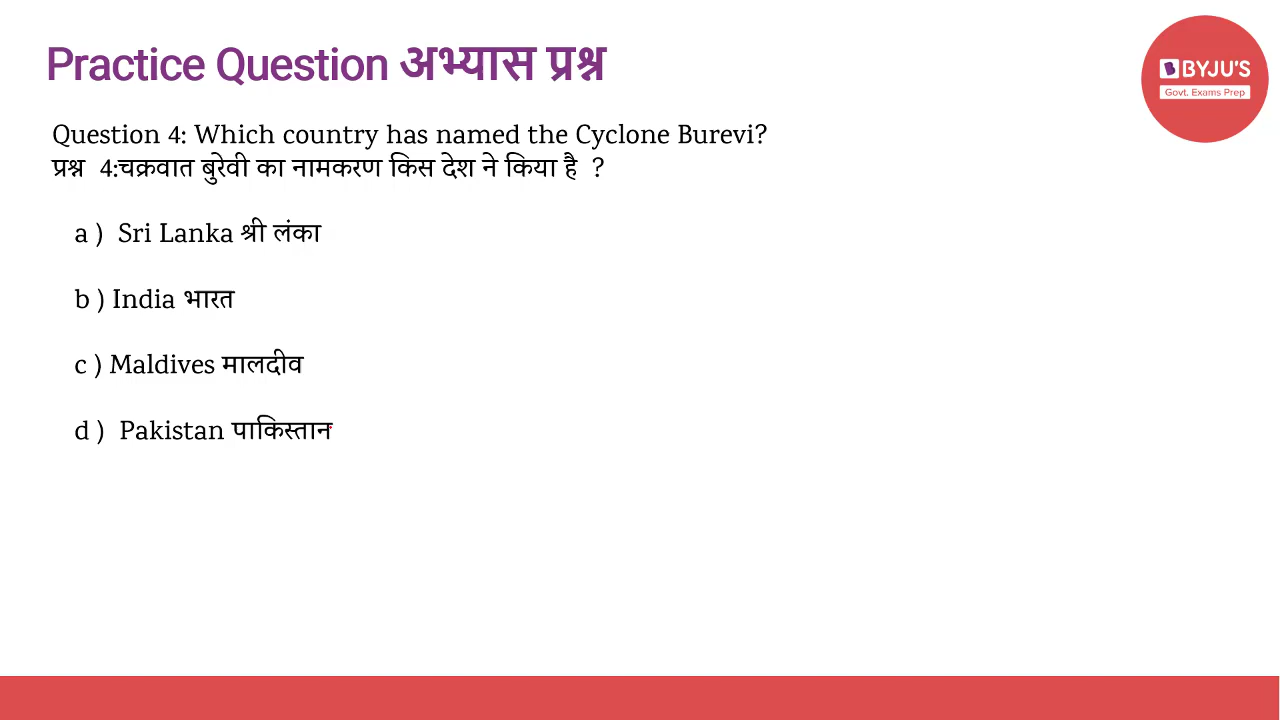 Practice Question अभ्यास प्रश्न
BYJU'S
Govt. Exams Prep
Question 4: Which country has named the Cyclone Burevi?
प्रश्न 4:चक्रवात बुरेवी का नामकरण किस देश ने किया है ?
a ) Sri Lanka श्री लंका
b ) India भारत
c ) Maldives मालदीव
d ) Pakistan पाकिस्तान